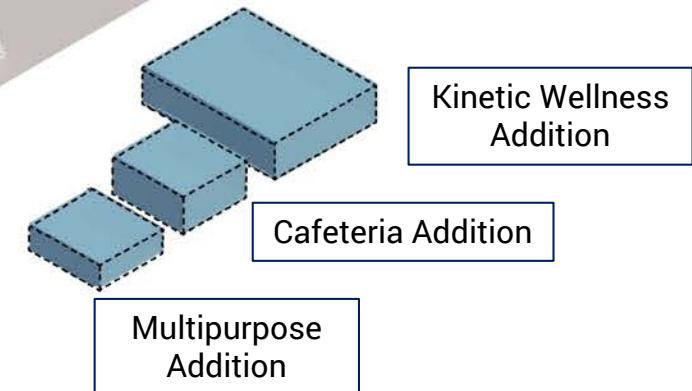 Kinetic Wellness
Addition
Cafeteria Addition
Multipurpose
Addition